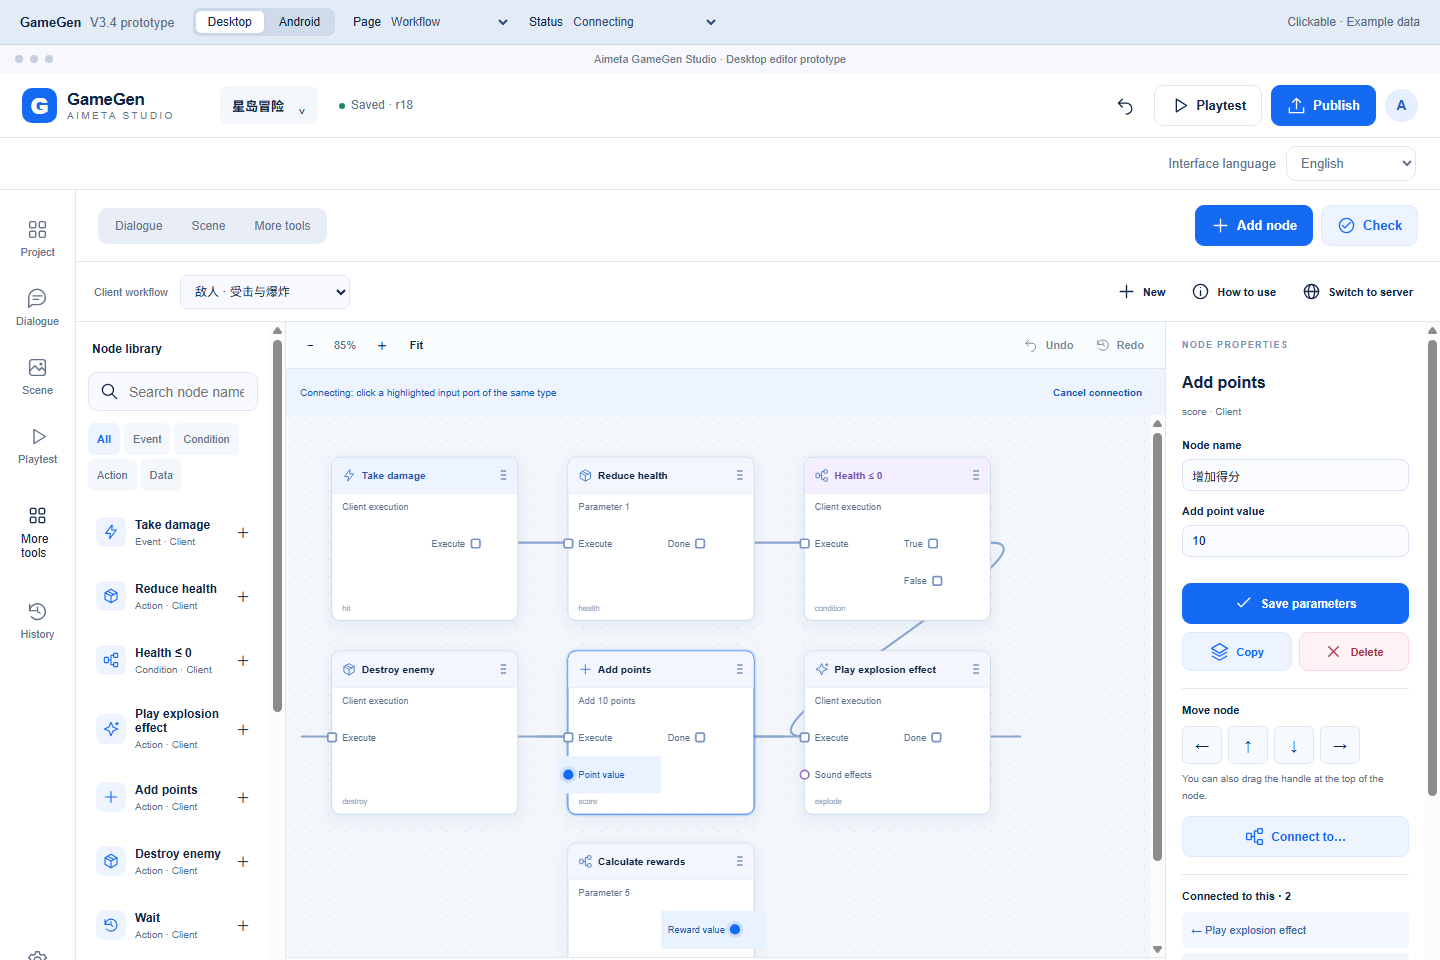 GameGen V3.4 prototype Desktop Android Page Workflow Status Connecting Clickable · Example data
Aimeta GameGen Studio · Desktop editor prototype
G GameGen
AIMETA STUDIO
星岛冒险
Saved · r18
Playtest
Publish
A
Interface language English
Project
Dialogue
Scene
Playtest
More
tools
History
Dialogue Scene More tools
Add node
Check
Client workflow 敌人 · 受击与爆炸
New
How to use
Switch to server
Node library
Search node name
All Event Condition
Action Data
Take damage
Event · Client
Reduce health
Action · Client
Health ≤ 0
Condition · Client
Play explosion
effect
Action · Client
Add points
Action · Client
Destroy enemy
Action · Client
Wait
Action · Client
85% Fit
Undo Redo
Connecting: click a highlighted input port of the same type
Cancel connection
Take damage
Client execution
Execute
hit
Reduce health
Parameter 1
Execute Done
health
Health ≤ 0
Client execution
Execute True
False
condition
Destroy enemy
Client execution
Execute
destroy
Add points
Add 10 points
Execute Done
Point value
score
Play explosion effect
Client execution
Execute Done
Sound effects
explode
Calculate rewards
Parameter 5
Reward value
NODE PROPERTIES
Add points
score · Client
Node name
增加得分
Add point value
10
Save parameters
Copy
Delete
Move node
← ↑ ↓ →
You can also drag the handle at the top of the
node.
Connect to...
Connected to this · 2
← Play explosion effect